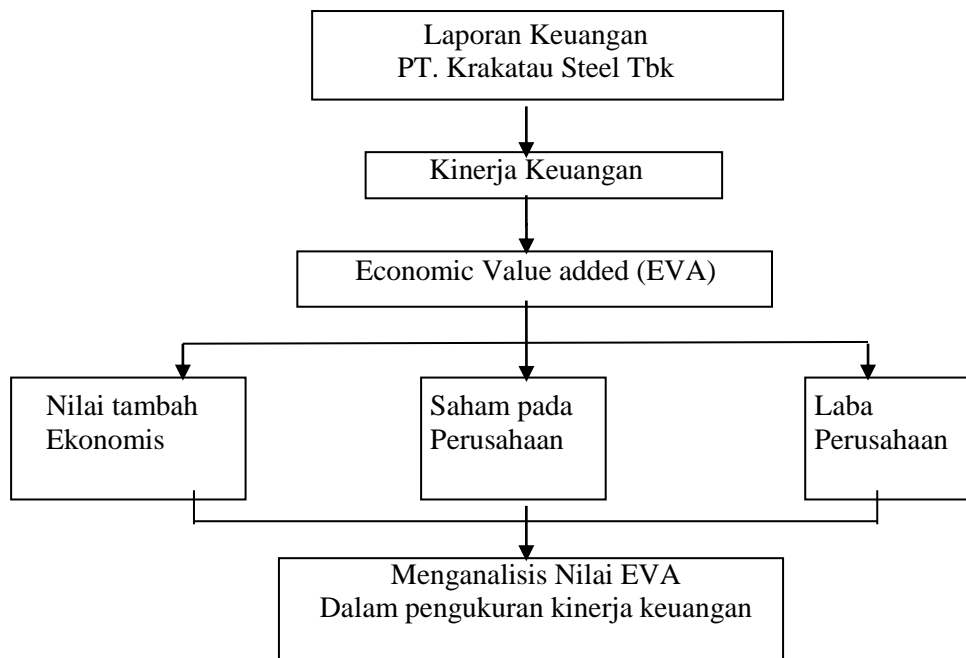 Laporan Keuangan
PT. Krakatau Steel Tbk
Kinerja Keuangan
Economic Value added (EVA)
Nilai tambah
Ekonomis
Saham pada
Perusahaan
Laba
Perusahaan
Menganalisis Nilai EVA
Dalam pengukuran kinerja keuangan